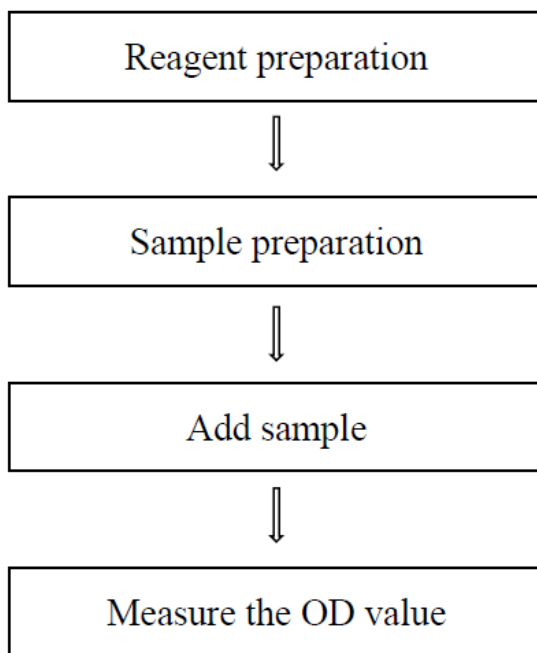 Reagent preparation
Sample preparation
Add sample
Measure the OD value